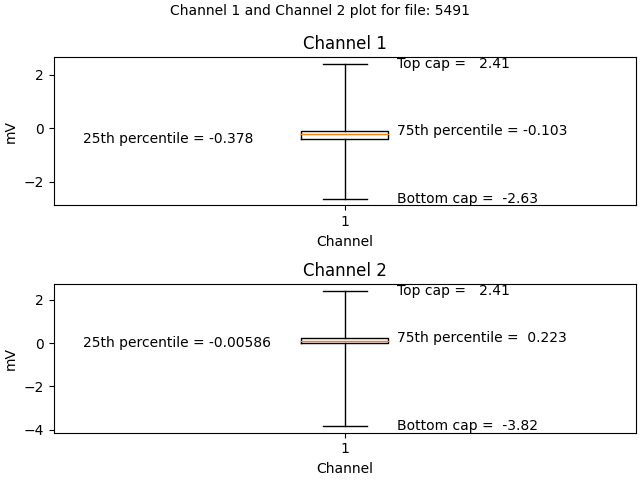 Channel 1 and Channel 2 plot for file: 5491
Channel 1
2
0
−2
mV
Top cap =   2.41
25th percentile = -0.378
75th percentile = -0.103
Bottom cap =  -2.63
1
Channel
Channel 2
2
0
−2
−4
mV
Top cap =   2.41
25th percentile = -0.00586
75th percentile =  0.223
Bottom cap =  -3.82
1
Channel